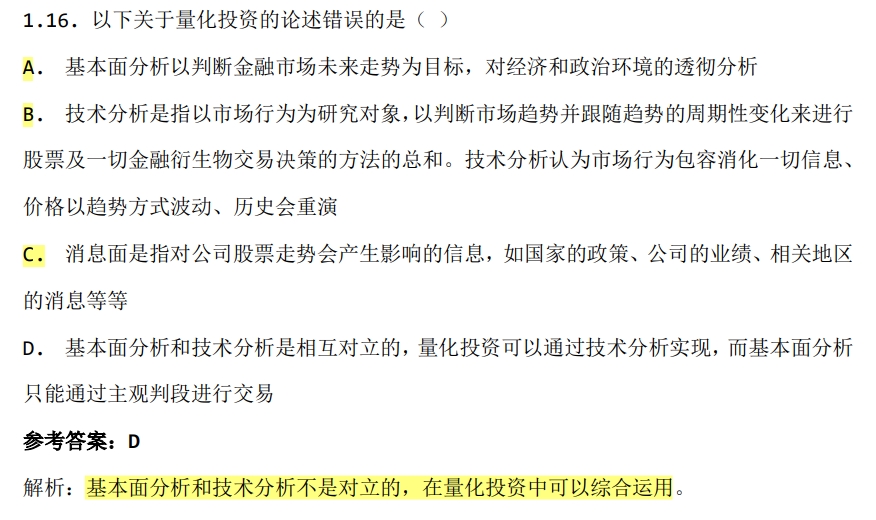 1.16. 以下关于量化投资的论述错误的是（ ）
A. 基本面分析以判断金融市场未来走势为目标，对经济和政治环境的透彻分析
B. 技术分析是指以市场行为为研究对象，以判断市场趋势并跟随趋势的周期性变化来进行
股票及一切金融衍生物交易决策的方法的总和。技术分析认为市场行为包容消化一切信息、
价格以趋势方式波动、历史会重演
C. 消息面是指对公司股票走势会产生影响的信息，如国家的政策、公司的业绩、相关地区
的消息等等
D. 基本面分析和技术分析是相互对立的，量化投资可以通过技术分析实现，而基本面分析
只能通过主观判段进行交易
参考答案：D
解析：基本面分析和技术分析不是对立的，在量化投资中可以综合运用。